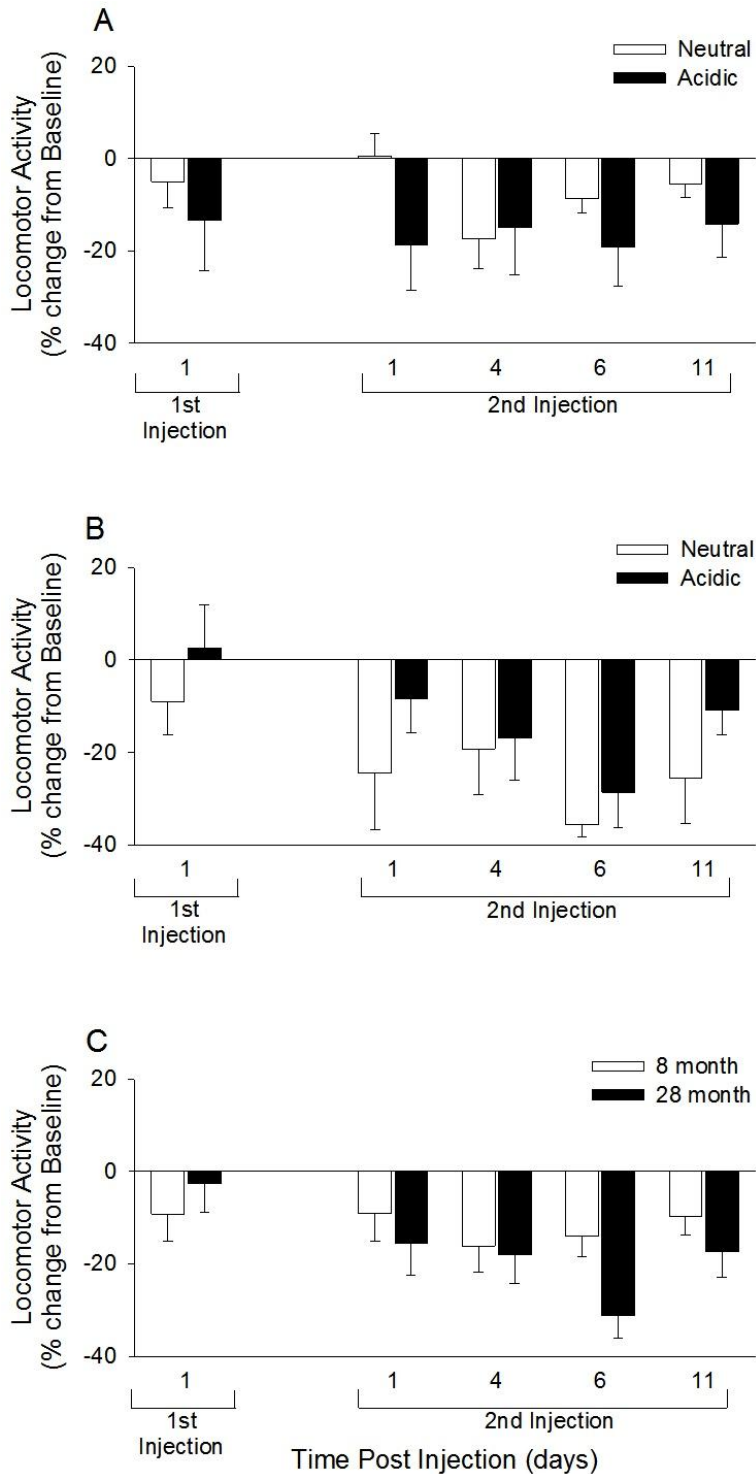 A
Neutral
Acidic
Locomotor Activity
(% change from Baseline)
20
0
-20
-40
1
1
4
6
11
1st
Injection
2nd Injection
B
Neutral
Acidic
Locomotor Activity
(% change from Baseline)
20
0
-20
-40
1
1
4
6
11
1st
Injection
2nd Injection
C
8 month
28 month
Locomotor Activity
(% change from Baseline)
20
0
-20
-40
1
1
4
6
11
1st
Injection
2nd Injection
Time Post Injection (days)